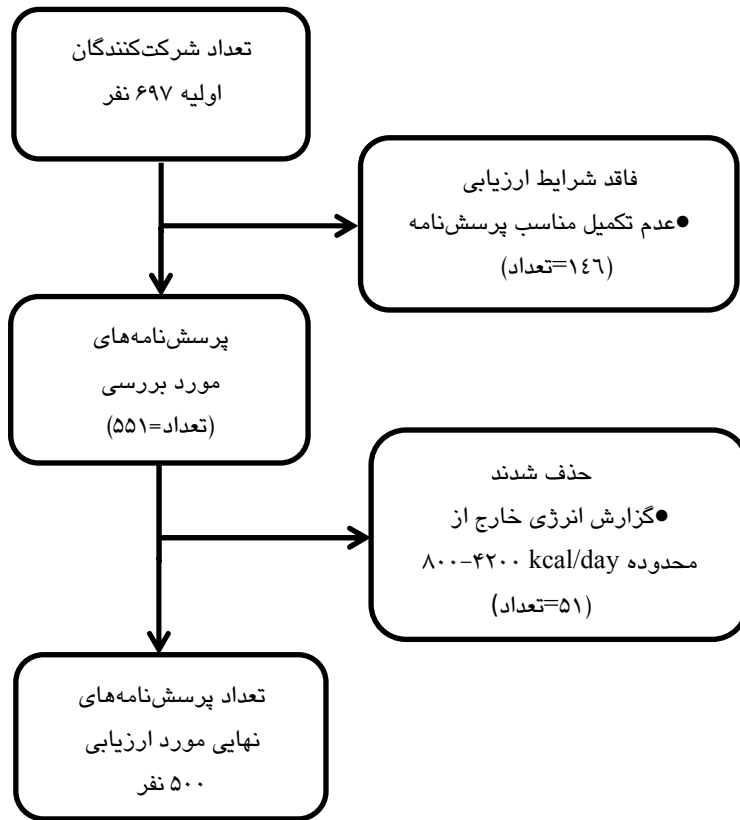 تعداد شرکت‌کنندگان
اولیه ۶۹۷ نفر
فاقد شرایط ارزیابی
●عدم تکمیل مناسب پرسش‌نامه
(تعداد=١٤٦)
پرسش‌نامه‌های
مورد بررسی
(تعداد=۵۵۱)
حذف شدند
●گزارش انرژی خارج از
محدوده kcal/day ۸۰۰-۴۲۰۰
(تعداد=۵۱)
تعداد پرسش‌نامه‌های
نهایی مورد ارزیابی
۵۰۰ نفر